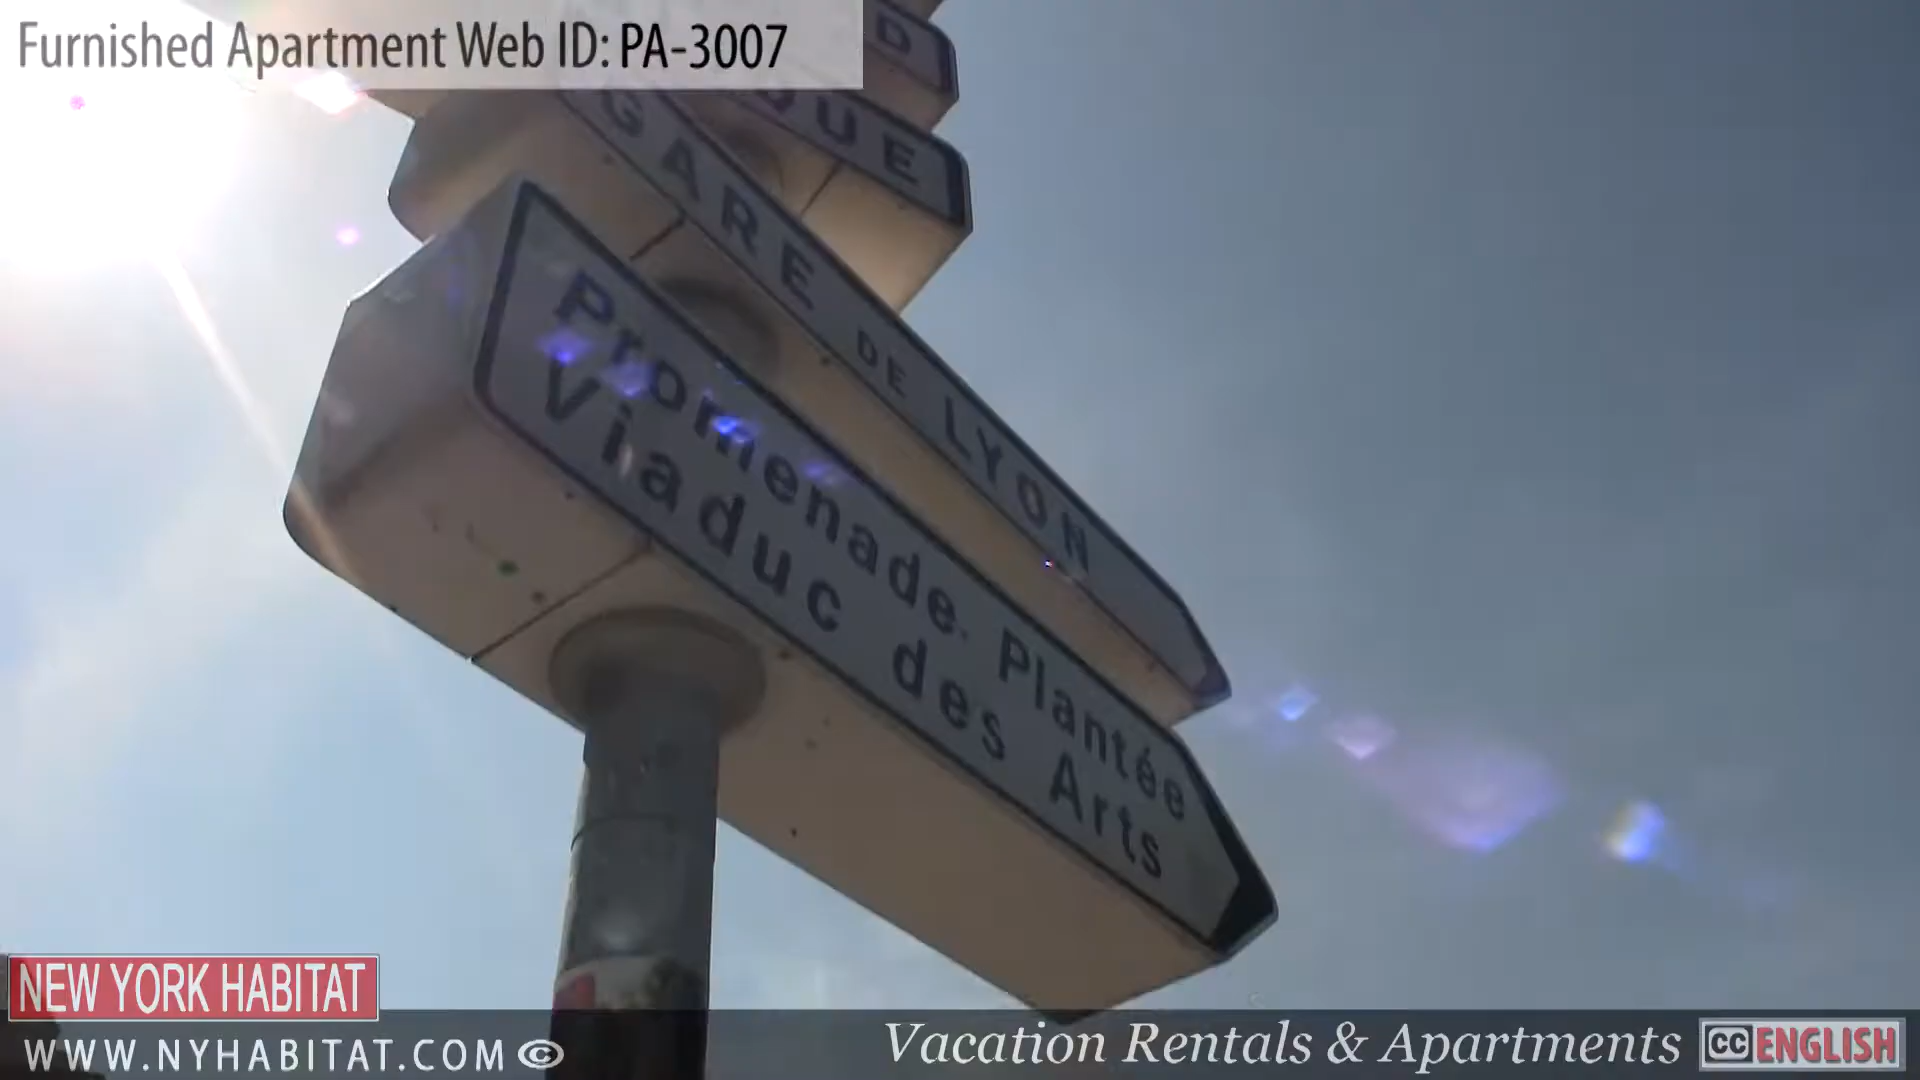 Furnished Apartment Web ID: PA-3007
GARE DE LYON
Promenade Plantée
Viaduc des Arts
NEW YORK HABITAT
WWW.NYHABITAT.COM ©
Vacation Rentals & Apartments
CC ENGLISH